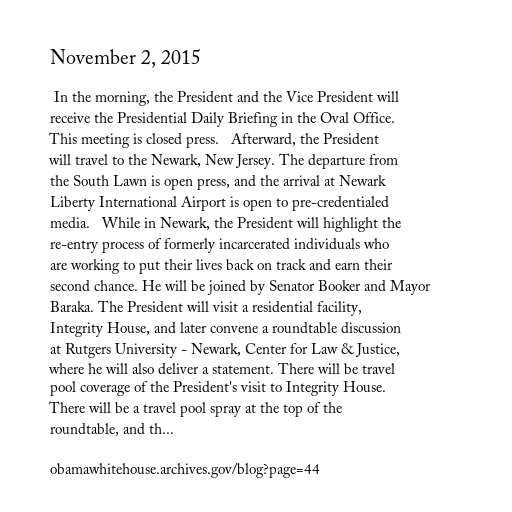 November 2, 2015
In the morning, the President and the Vice President will
receive the Presidential Daily Briefing in the Oval Office.
This meeting is closed press.   Afterward, the President
will travel to the Newark, New Jersey. The departure from
the South Lawn is open press, and the arrival at Newark
Liberty International Airport is open to pre-credentialed
media.   While in Newark, the President will highlight the
re-entry process of formerly incarcerated individuals who
are working to put their lives back on track and earn their
second chance. He will be joined by Senator Booker and Mayor
Baraka. The President will visit a residential facility,
Integrity House, and later convene a roundtable discussion
at Rutgers University - Newark, Center for Law & Justice,
where he will also deliver a statement. There will be travel
pool coverage of the President's visit to Integrity House.
There will be a travel pool spray at the top of the
roundtable, and th...
obamawhitehouse.archives.gov/blog?page=44